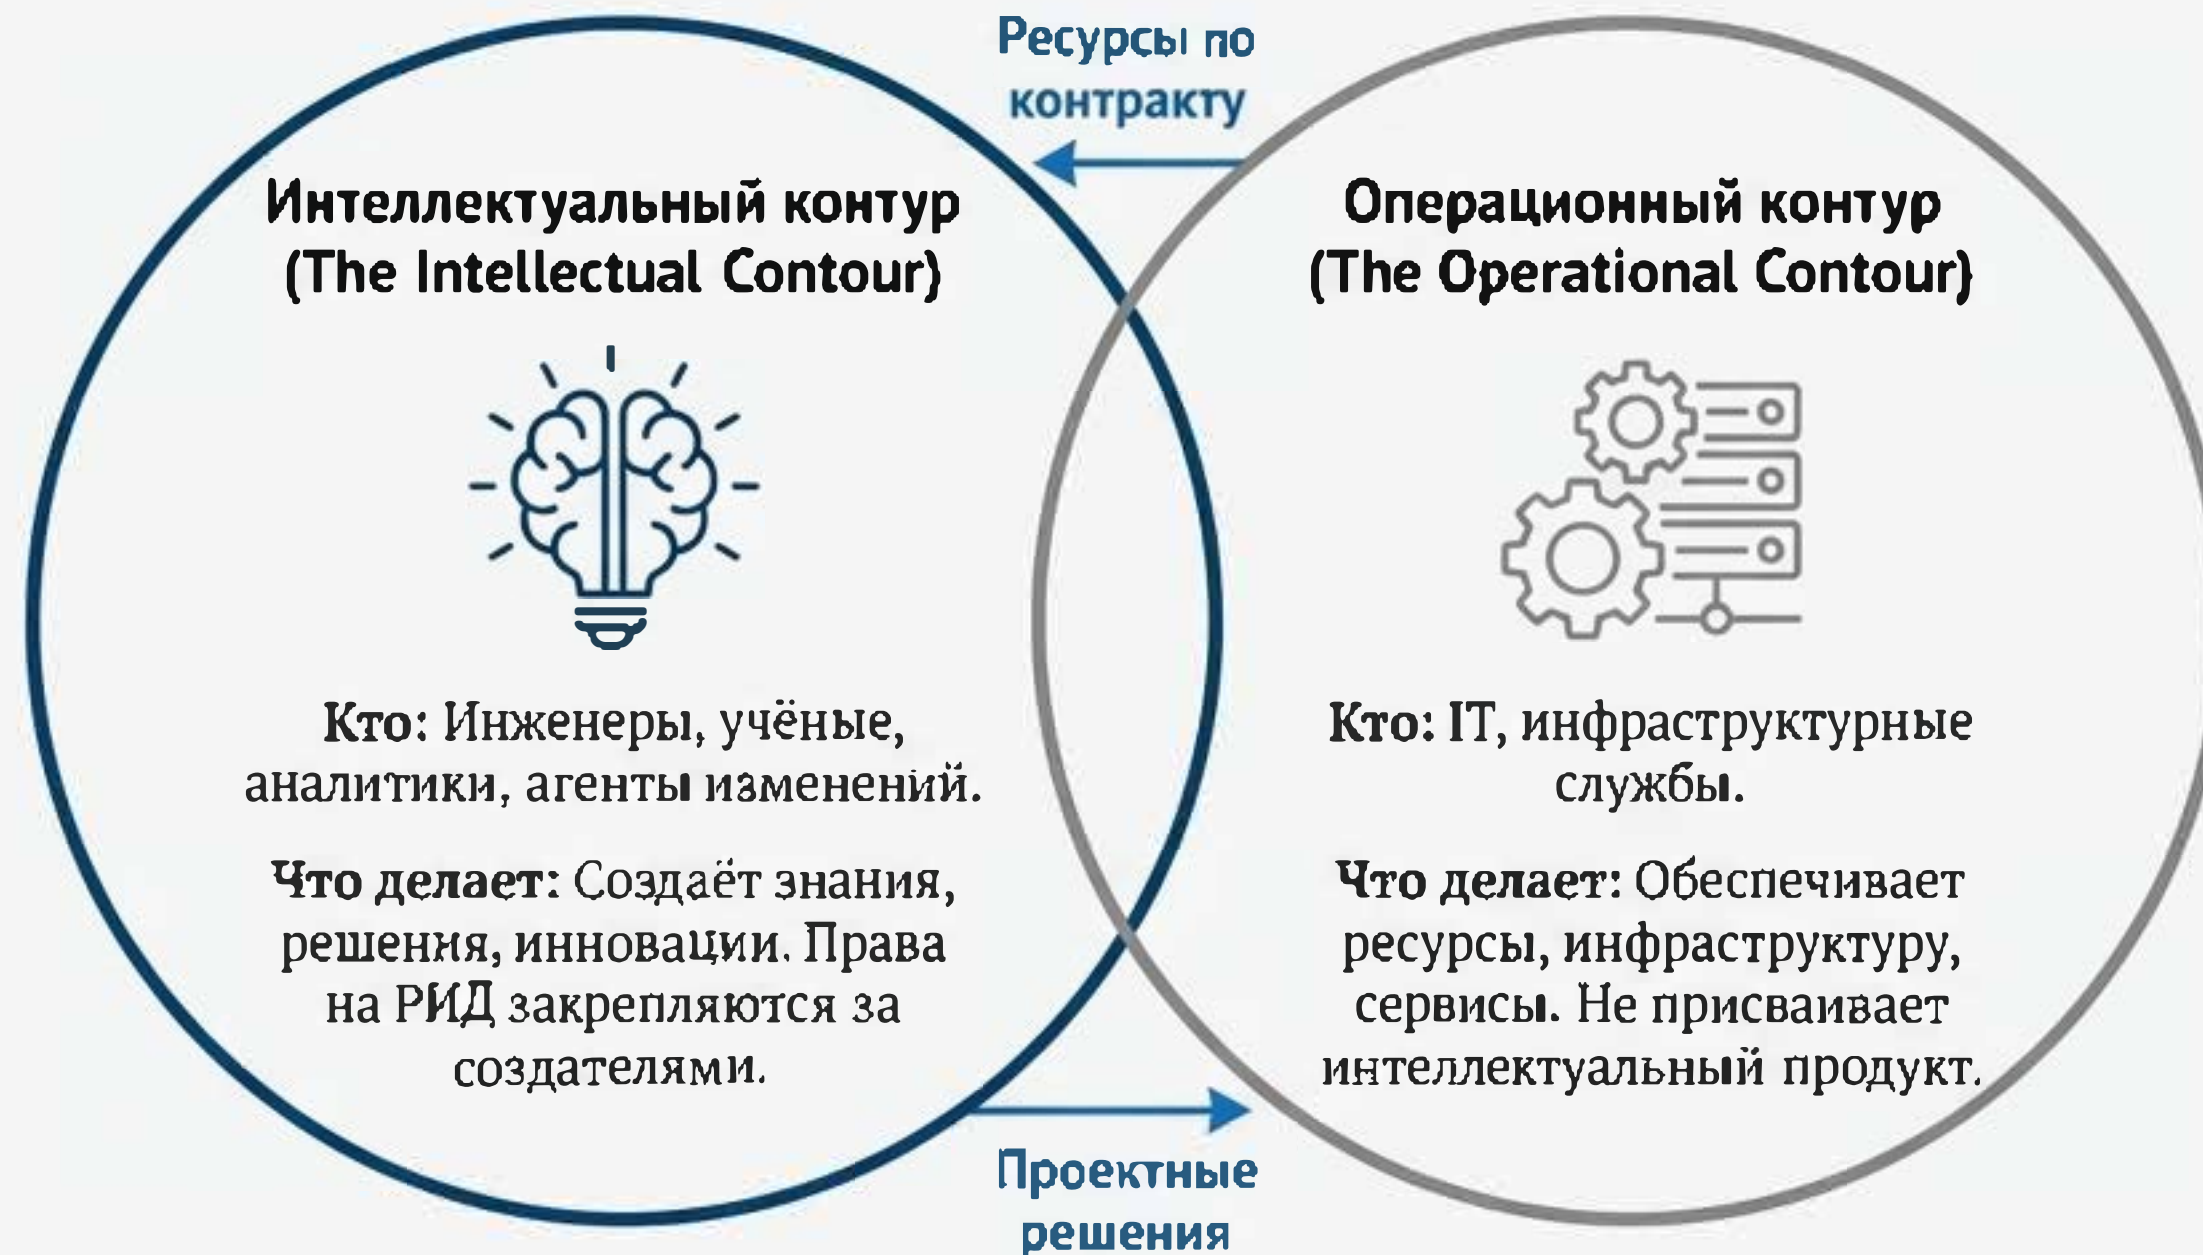 Ресурсы по
контракту
Интеллектуальный контур
(The Intellectual Contour)
Кто: Инженеры, учёные,
аналитики, агенты изменений.
Что делает: Создаёт знания,
решения, инновации. Права
на РИД закрепляются за
создателями.
Операционный контур
(The Operational Contour)
Кто: IT, инфраструктурные
службы.
Что делает: Обеспечивает
ресурсы, инфраструктуру,
сервисы. Не присваивает
интеллектуальный продукт.
Проектные
решения